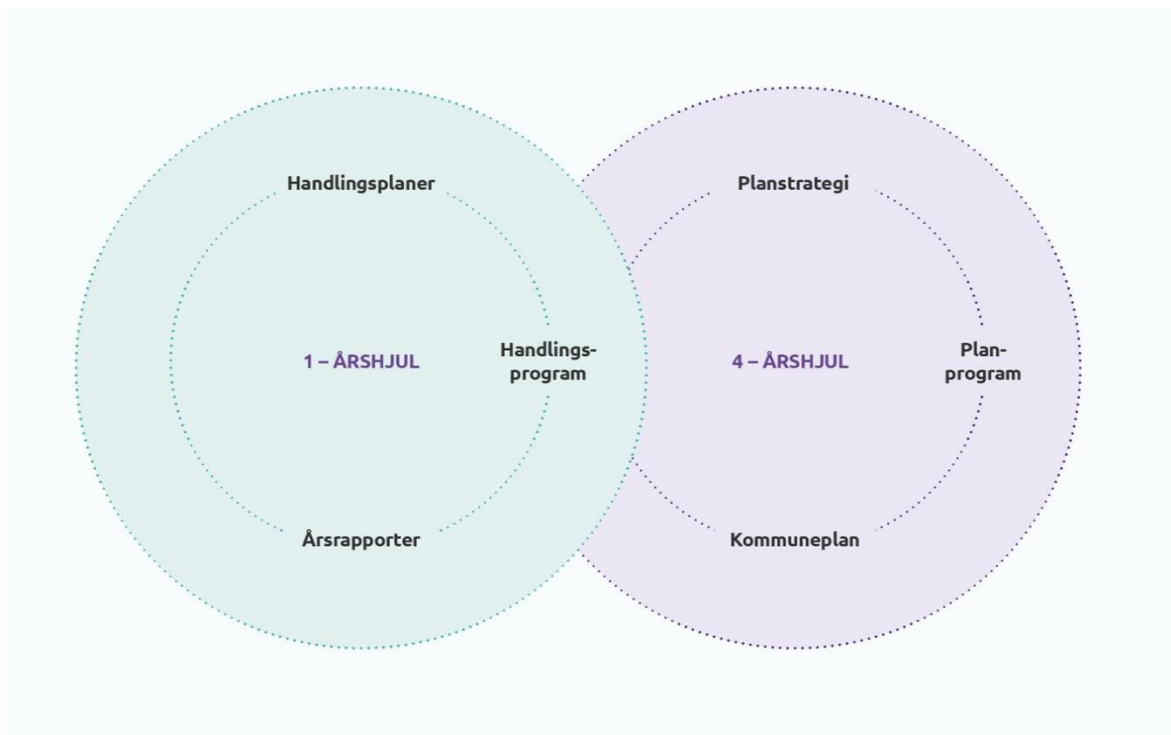 Handlingsplaner
1 – ÅRSHJUL
Handlings-
program
Årsrapporter
Planstrategi
4 – ÅRSHJUL
Plan-
program
Kommuneplan